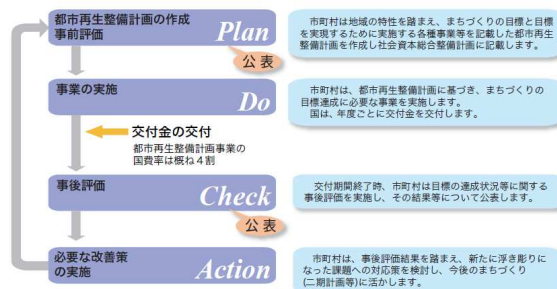 都市再生整備計画の作成
事前評価
Plan
公表
市町村は地域の特性を踏まえ、まちづくりの目標と目標
を実現するために実施する各種事業等を記載した都市再生
整備計画を作成し社会資本総合整備計画に記載します。
事業の実施
Do
市町村は、都市再生整備計画に基づき、まちづくりの
目標達成に必要な事業を実施します。
国は、年度ごとに交付金を交付します。
交付金の交付
都市再生整備計画事業の
国費率は概ね4割
事後評価
Check
公表
交付期間終了時、市町村は目標の達成状況等に関する
事後評価を実施し、その結果等について公表します。
必要な改善策
の実施
Action
市町村は、事後評価結果を踏まえ、新たに浮き彫りに
なった課題への対応策を検討し、今後のまちづくり
(二期計画等)に活かします。